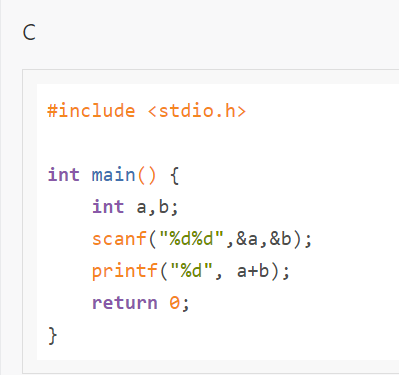 C
#include <stdio.h>
int main() {
    int a,b;
    scanf("%d%d",&a,&b);
    printf("%d", a+b);
    return 0;
}